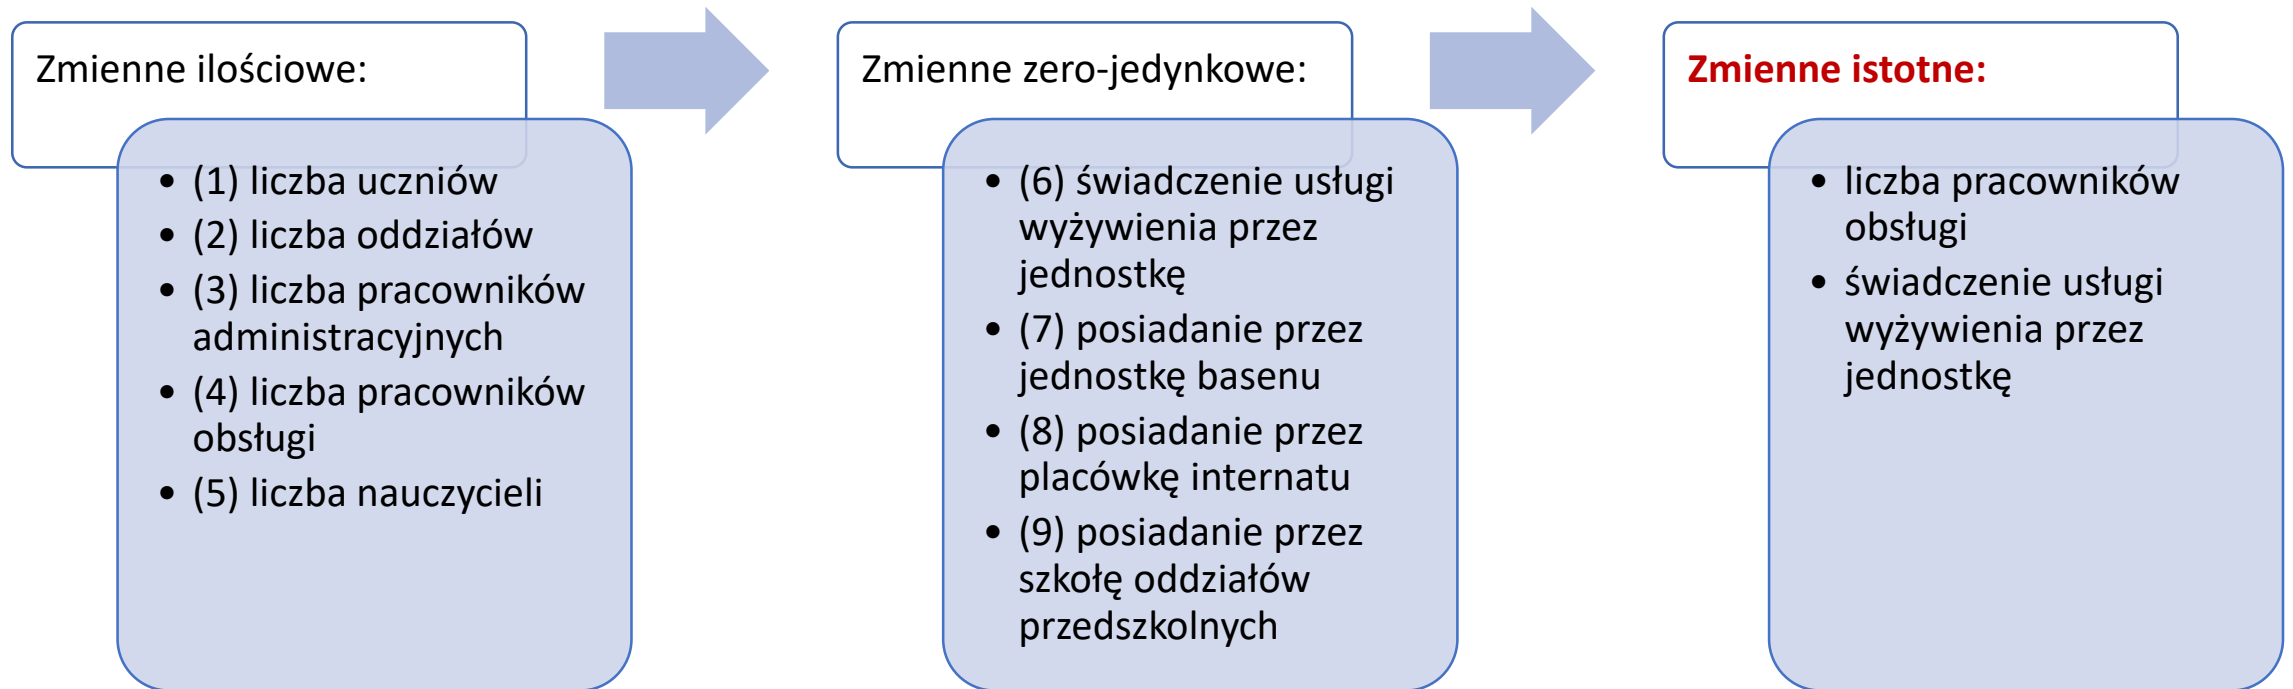 Zmienne ilościowe:
• (1) liczba uczniów
• (2) liczba oddziałów
• (3) liczba pracowników
administracyjnych
• (4) liczba pracowników
obsługi
• (5) liczba nauczycieli
Zmienne zero-jedynkowe:
• (6) świadczenie usługi
wyżywienia przez
jednostkę
• (7) posiadanie przez
jednostkę basenu
• (8) posiadanie przez
placówkę internatu
• (9) posiadanie przez
szkołę oddziałów
przedszkolnych
Zmienne istotne:
• liczba pracowników
obsługi
• świadczenie usługi
wyżywienia przez
jednostkę